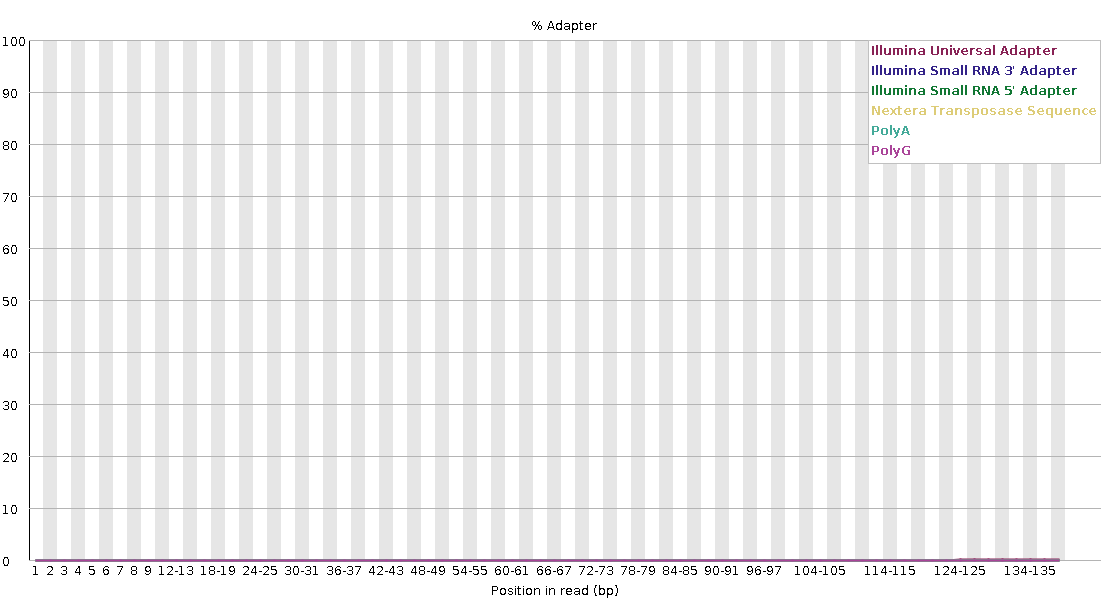 % Adapter
100
90
80
70
60
50
40
30
20
10
0
Illumina Universal Adapter
Illumina Small RNA 3' Adapter
Illumina Small RNA 5' Adapter
Nextera Transposase Sequence
PolyA
PolyG
1 2 3 4 5 6 7 8 9 12-13 18-19 24-25 30-31 36-37 42-43 48-49 54-55 60-61 66-67 72-73 78-79 84-85 90-91 96-97 104-105 114-115 124-125 134-135
Position in read (bp)